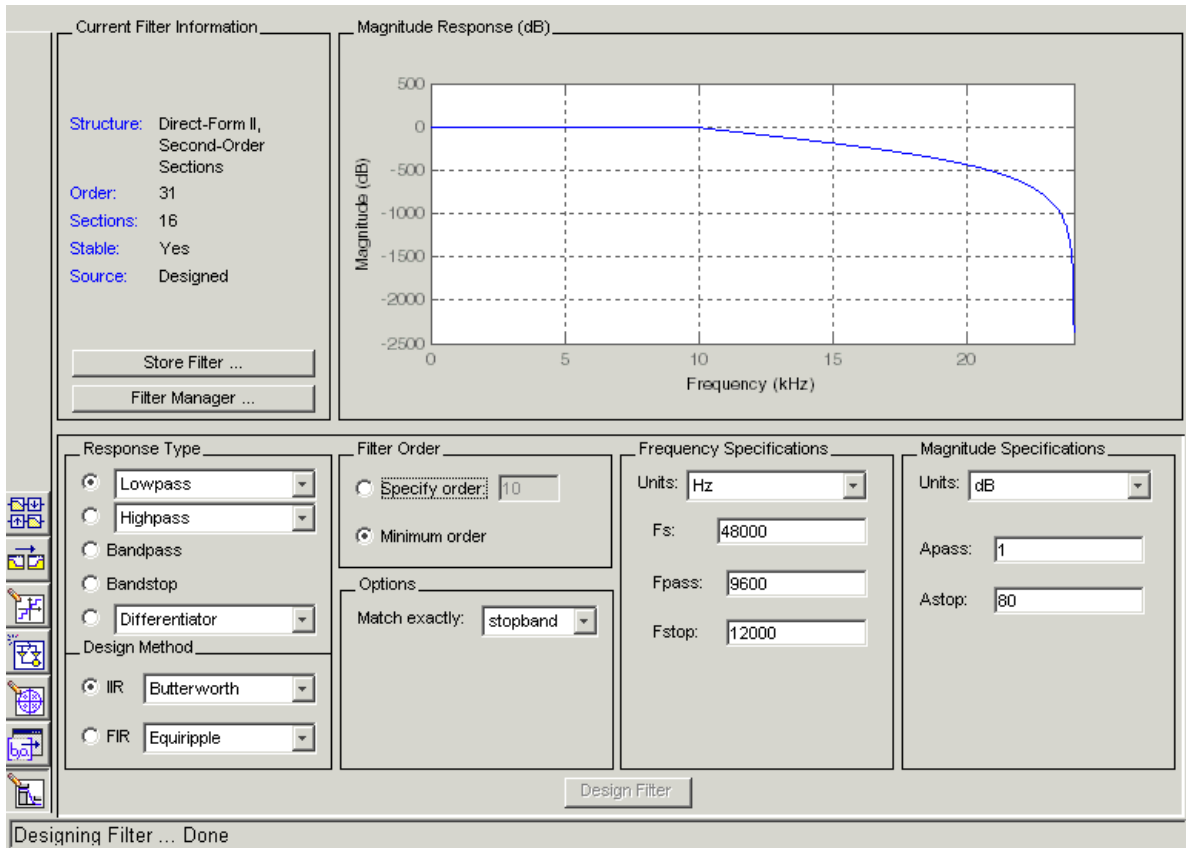 Current Filter Information
Structure: Direct-Form II,
Second-Order
Sections
Order: 31
Sections: 16
Stable: Yes
Source: Designed
Store Filter ...
Filter Manager ...
Magnitude Response (dB)
500
0
-500
-1000
-1500
-2000
-2500
Magnitude (dB)
0 5 10 15 20
Frequency (kHz)
Response Type
Lowpass
Highpass
Bandpass
Bandstop
Differentiator
Design Method
IIR Butterworth
FIR Equiripple
Filter Order
Specify order: 10
Minimum order
Options
Match exactly: stopband
Frequency Specifications
Units: Hz
Fs: 48000
Fpass: 9600
Fstop: 12000
Magnitude Specifications
Units: dB
Apass: 1
Astop: 80
Design Filter
[b,a]
Designing Filter ... Done